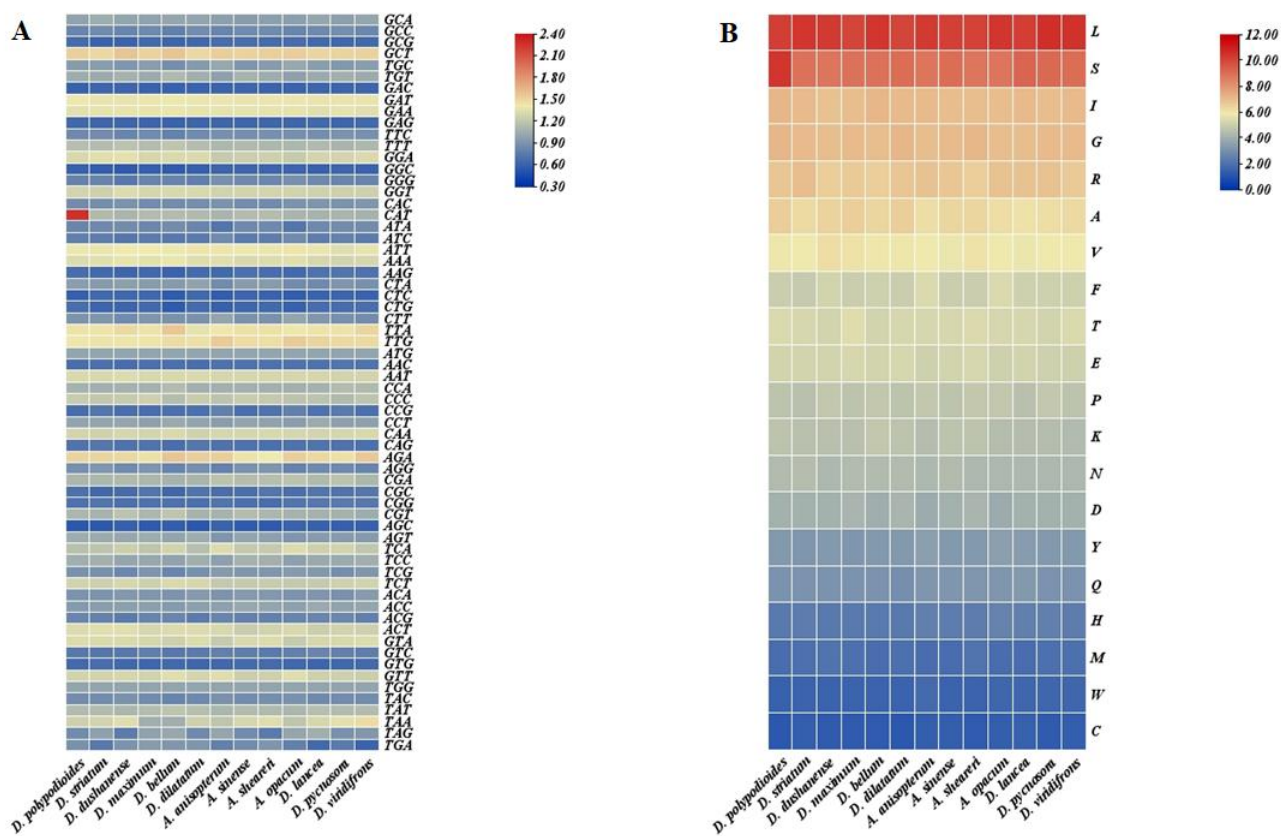 A
GCA
GCC
GCG
GCT
TGC
TGT
GAC
GAT
GAA
GAG
TTC
TTT
GGA
GGC
GGG
GGT
CAC
CAT
ATA
ATC
ATT
AAA
AAG
CTA
CTC
CTG
CTT
TTA
TTG
ATG
AAC
AAT
CCA
CCC
CCG
CCT
CAA
CAG
AGA
AGG
CGA
CGC
CGG
CGT
AGC
AGT
TCA
TCC
TCG
TCT
ACA
ACC
ACG
ACT
GTA
GTC
GTG
GTT
TGG
TAC
TAT
TAA
TAG
TGA
D. polypodioides
D. striatum
D. dushanense
D. maximum
D. bellum
D. dilatatum
A. anisopterum
A. sinense
A. sheareri
A. opacum
D. lancea
D. pycnosora
D. viridifrons
2.40
1.80
1.50
1.20
0.90
0.60
0.30
B
L
S
I
G
R
A
V
F
T
E
P
K
N
D
Y
Q
H
M
W
C
D. polypodioides
D. striatum
D. dushanense
D. maximum
D. bellum
D. dilatatum
A. anisopterum
A. sinense
A. sheareri
A. opacum
D. lancea
D. pycnosora
D. viridifrons
12.00
10.00
8.00
6.00
4.00
2.00
0.00